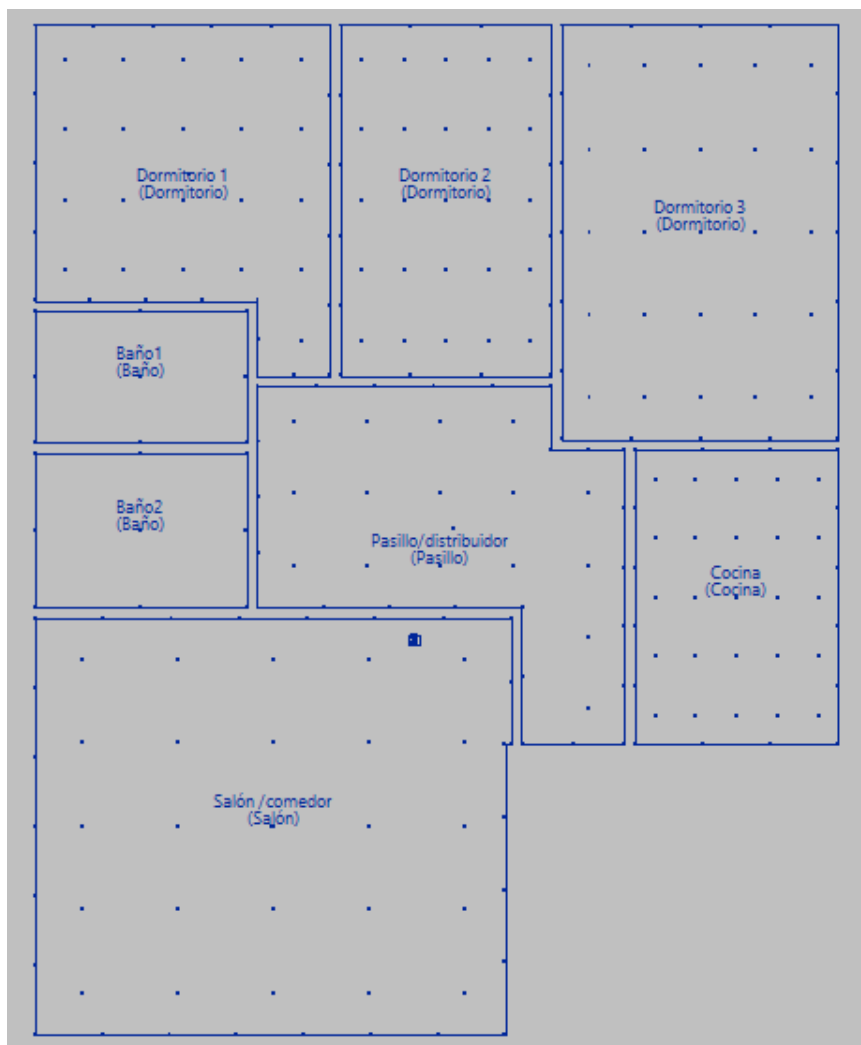 Dormitorio 1
(Dormitorio)
Dormitorio 2
(Dormitorio)
Dormitorio 3
(Dormitorio)
Baño1
(Baño)
Baño2
(Baño)
Pasillo/distribuidor
(Pasillo)
Cocina
(Cocina)
Salón /comedor
(Salón)